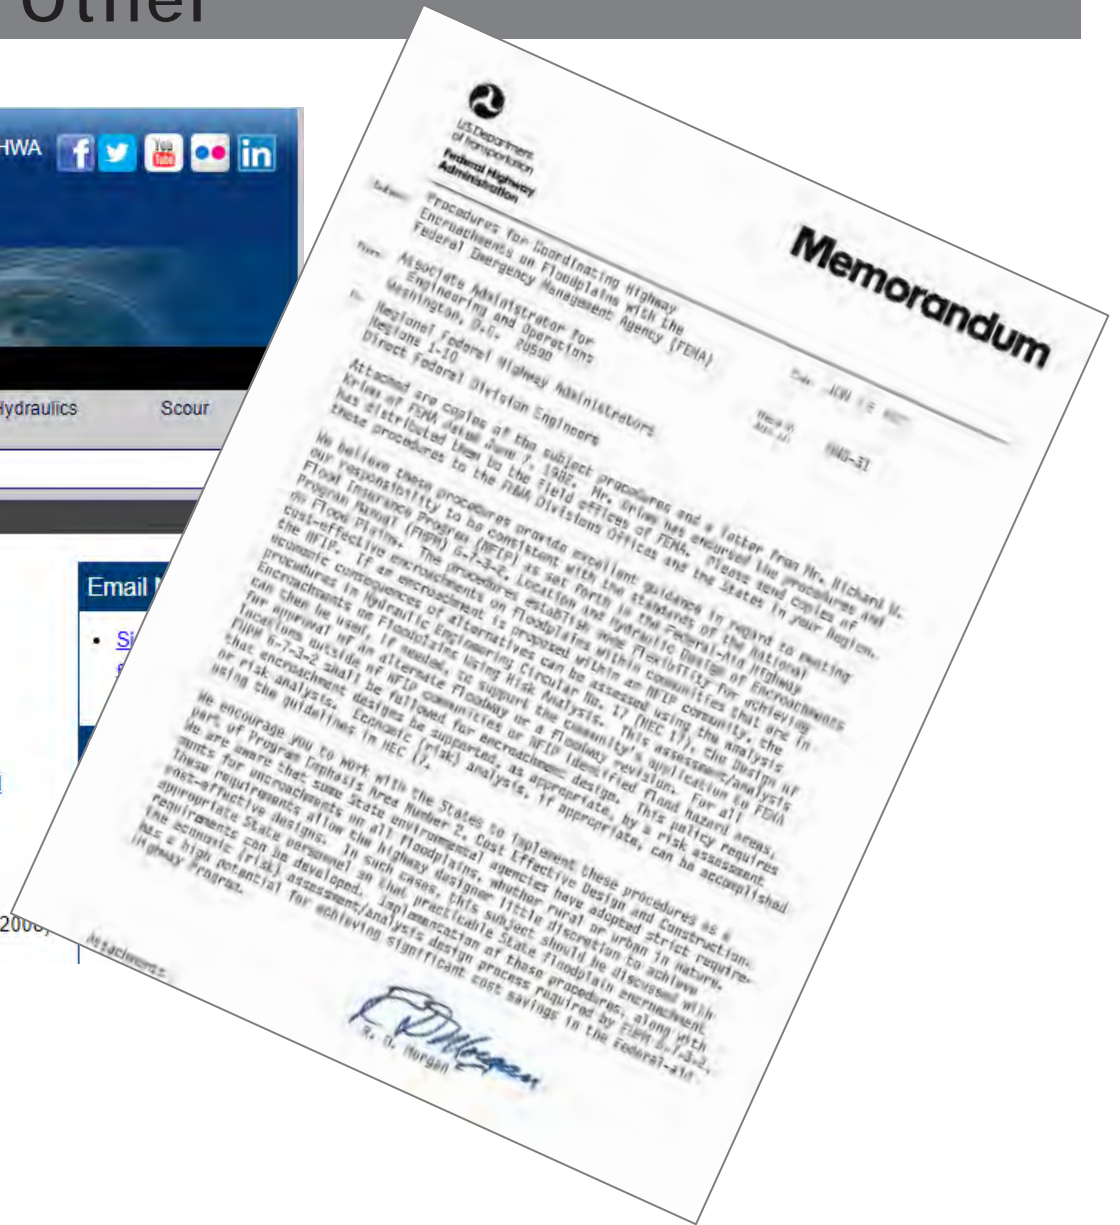 Other
HWA
You
Tube
in
Hydraulics Scour
Email
Si
2006,
U.S. Department
of Transportation
Federal Highway
Administration
Memorandum
Subject
Procedures for Coordinating Highway
Encroachments on Floodplains with the
Federal Emergency Management Agency (FEMA)
From
Associate Administrator for
Engineering and Operations
Washington, D.C. 20590
To
Regional Federal Highway Administrators
Regions 1-10
Direct Federal Division Engineers
Date
HNG-31
Attached are copies of the subject procedures and a letter from Mr. Richard W.
Krimm of FEMA dated June 7, 1982. Mr. Krimm has endorsed the procedures and
has distributed them to the field offices of FEMA. Please send copies of
these procedures to the FHWA Divisions Offices and the States in your Region.
We believe these procedures provide excellent guidance in regard to meeting
our responsibility to be consistent with the standards of the National
Flood Insurance Program (NFIP) as set forth in the Federal-Aid Highway
Program Manual (FHPM) 6-7-3-2, Location and Hydraulic Design of Encroachments
on Flood Plains. The procedures establish the flexibility for achieving
cost-effective encroachments on floodplains within communities that are in
the NFIP. If an encroachment is proposed within an NFIP community, the
economic consequences of alternatives can be assessed using the analysis
procedures in Hydraulic Engineering Circular No. 17 (HEC 17), the Design of
Encroachments on Floodplains using Risk Analysis. This assessment/analysis
can then be used, if needed, to support the community's application to FEMA
for approval of an alternate floodway or a floodway revision. For all
locations outside of NFIP communities or NFIP identified flood hazard areas,
FHPM 6-7-3-2 shall be followed for encroachment design. This policy requires
that encroachment designs be supported, as appropriate, by a risk assessment
or risk analysis. Economic (risk) analysis, if appropriate, can be accomplished
using the guidelines in HEC 17.
We encourage you to work with the States to implement these procedures as a
part of Program Emphasis Area Number 2, Cost Effective Design and Construction.
We are aware that some State environmental agencies have adopted strict require-
ments for encroachments on all floodplains, whether rural or urban in nature.
These requirements allow the highway designer little discretion to achieve
cost-effective designs. In such cases, this subject should be discussed with
appropriate State personnel so that practicable State floodplain encroachment
requirements can be developed. Implementation of these procedures, along with
the economic (risk) assessment/analysis design process required by FHPM 6-7-3-2,
has a high potential for achieving significant cost savings in the Federal-aid
Highway Program.
R. D. Morgan
R. D. Morgan
Attachments